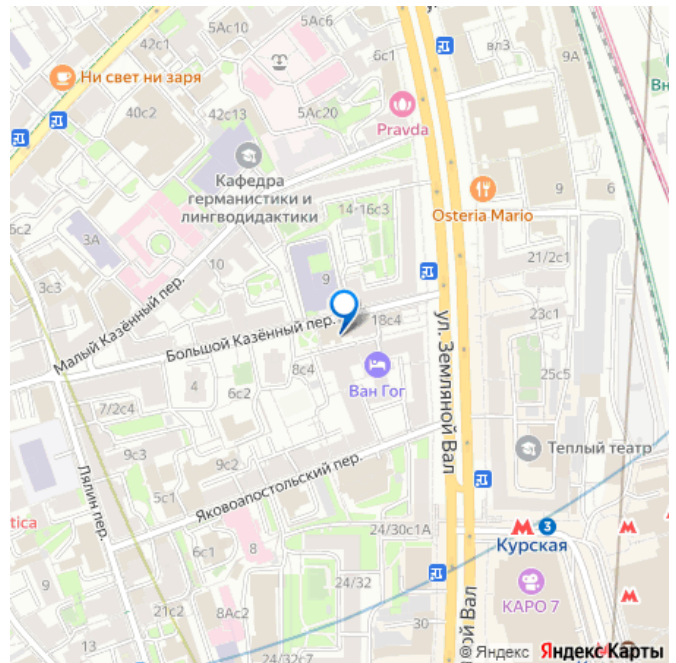 5Ас6
42с1
6с1
вл3
9А
Вн
Ни свет ни заря
40с2
42с13
5Ас20
Pravda
Кафедра
германистики и
лингводидактики
9
6
Osteria Mario
6с2
3А
14-16с3
21/2с1
10
9
3с3
Малый Казённый пер.
Большой Казённый пер.
18с4
23с1
ул. Земляной Вал
8с4
4
6с2
Ван Гог
25с5
7/2с4
Теплый театр
9с3
9с2
Лялин пер.
Яковоапостольский пер.
5с1
tica
24/30с1А
3
Курская
6с1
8
9
24/32
КАРО 7
21с2
8Ас2
30
13
24/32с7
ной Вал
© Яндекс Яндекс Карты